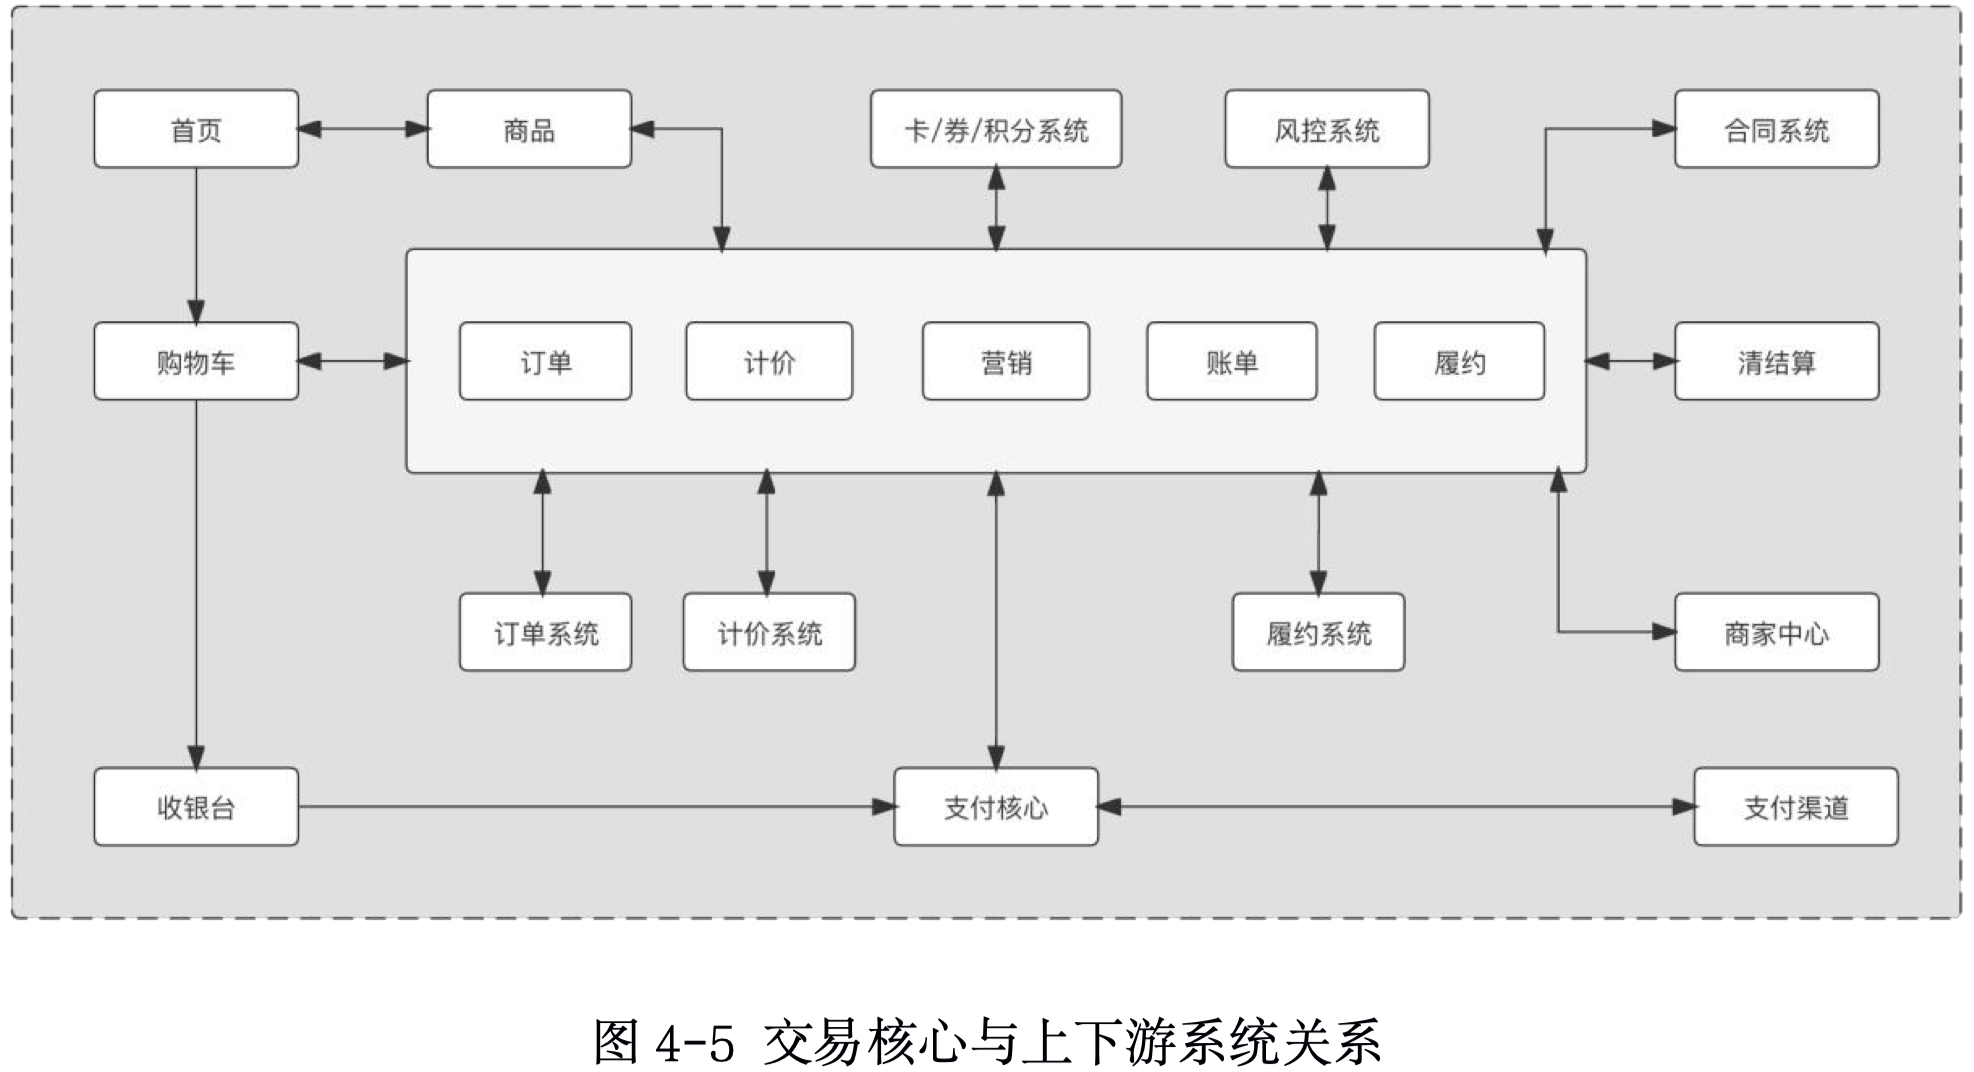 首页
商品
卡/券/积分系统
风控系统
合同系统
购物车
订单
计价
营销
账单
履约
清结算
订单系统
计价系统
履约系统
商家中心
收银台
支付核心
支付渠道
图 4-5 交易核心与上下游系统关系